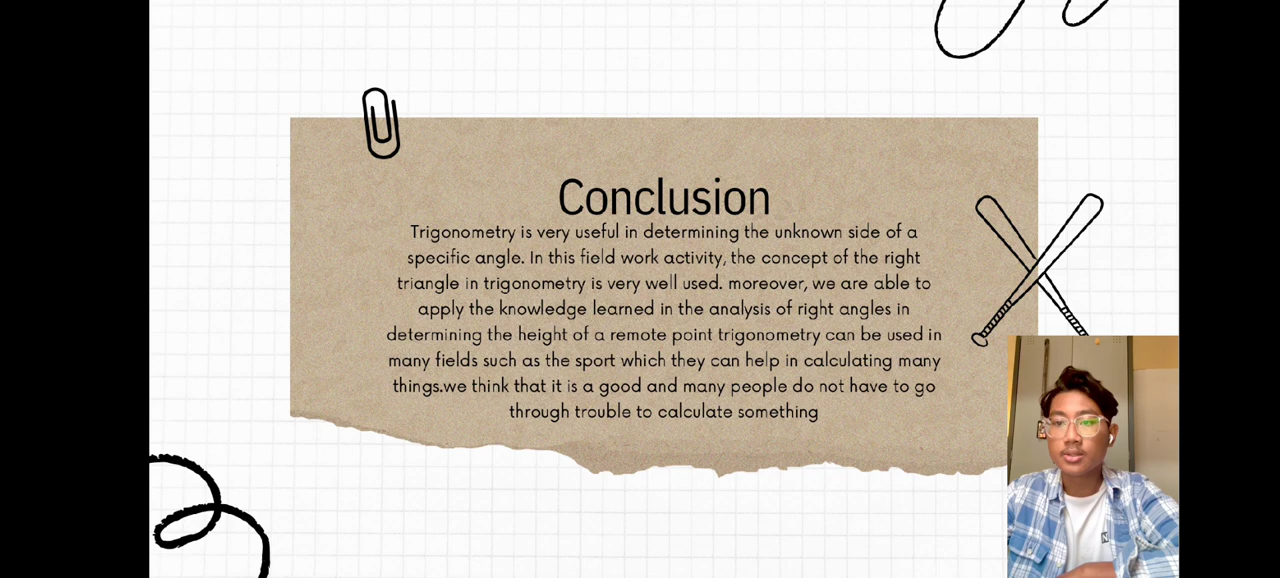 Conclusion
Trigonometry is very useful in determining the unknown side of a
specific angle. In this field work activity, the concept of the right
triangle in trigonometry is very well used. moreover, we are able to
apply the knowledge learned in the analysis of right angles in
determining the height of a remote point trigonometry can be used in
many fields such as the sport which they can help in calculating many
things.we think that it is a good and many people do not have to go
through trouble to calculate something